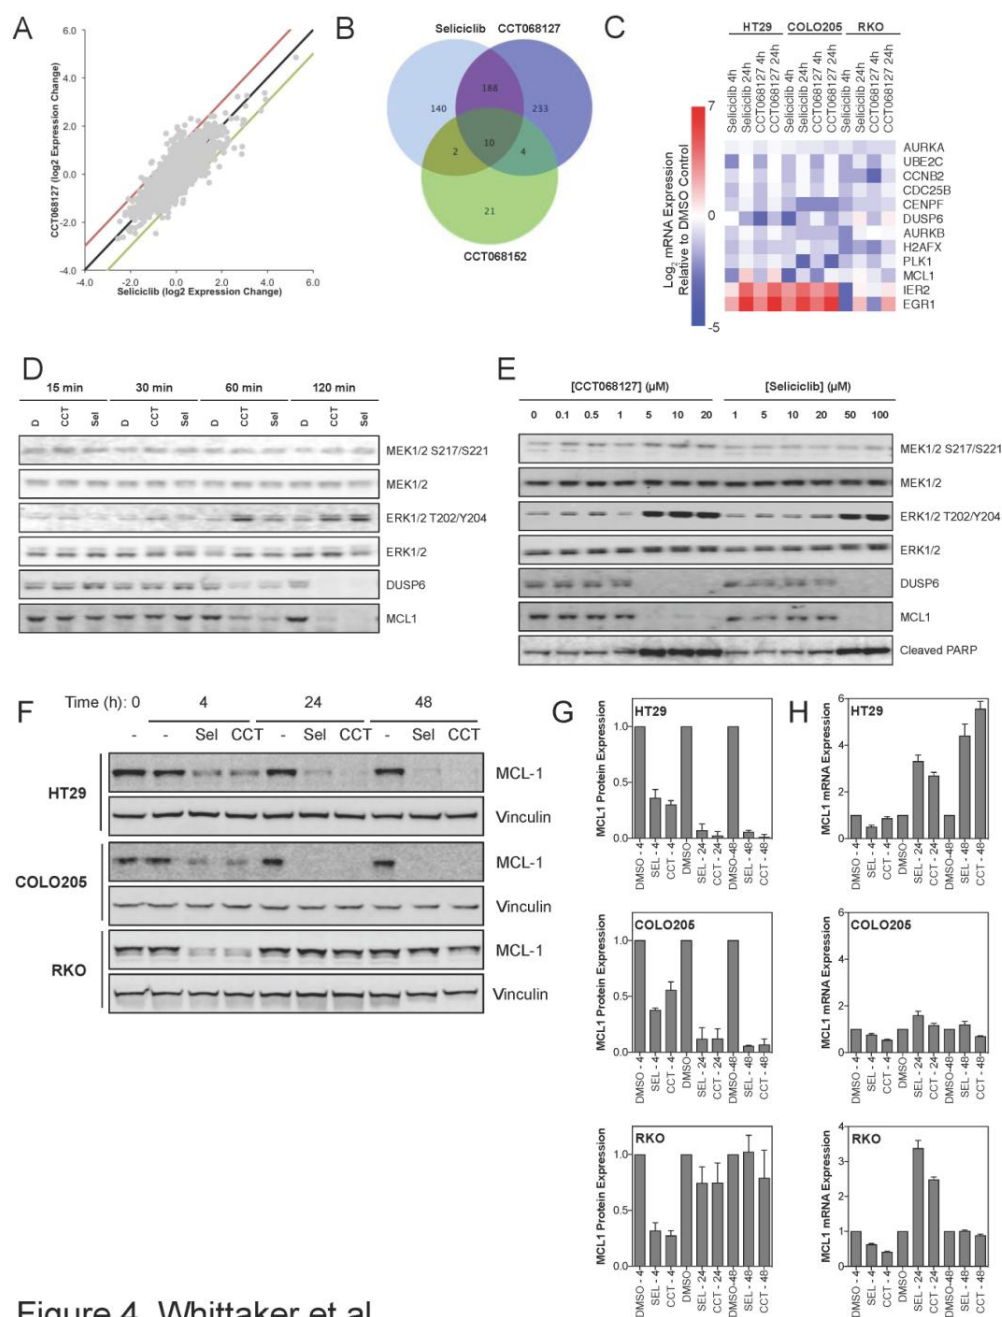 A
6.0
4.0
2.0
0.0
-2.0
-4.0
-4.0 -2.0 0.0 2.0 4.0 6.0
CCT068127 (log2 Expression Change)
Seliciclib (log2 Expression Change)
B
Seliciclib CCT068127
188
140
233
10
2
4
21
CCT068152
C
HT29 COLO205 RKO
Seliciclib 4h
Seliciclib 24h
CCT068127 4h
CCT068127 24h
Seliciclib 4h
Seliciclib 24h
CCT068127 4h
CCT068127 24h
Seliciclib 4h
Seliciclib 24h
CCT068127 4h
CCT068127 24h
7
0
-5
Log2 mRNA Expression
Relative to DMSO Control
AURKA
UBE2C
CCNB2
CDC25B
CENPF
DUSP6
AURKB
H2AFX
PLK1
MCL1
IER2
EGR1
D
15 min 30 min 60 min 120 min
D CCT Sel D CCT Sel D CCT Sel D CCT Sel
MEK1/2 S217/S221
MEK1/2
ERK1/2 T202/Y204
ERK1/2
DUSP6
MCL1
E
[CCT068127] (µM) [Seliciclib] (µM)
0 0.1 0.5 1 5 10 20 1 5 10 20 50 100
MEK1/2 S217/S221
MEK1/2
ERK1/2 T202/Y204
ERK1/2
DUSP6
MCL1
Cleaved PARP
F
Time (h): 0 4 24 48
- - Sel CCT - Sel CCT - Sel CCT
HT29
MCL-1
Vinculin
COLO205
MCL-1
Vinculin
RKO
MCL-1
Vinculin
G
HT29
MCL1 Protein Expression
1.0
0.5
0.0
DMSO - 4
SEL - 4
CCT - 4
DMSO
SEL - 24
CCT - 24
DMSO-48
SEL - 48
CCT - 48
COLO205
MCL1 Protein Expression
1.0
0.5
0.0
DMSO - 4
SEL - 4
CCT - 4
DMSO
SEL - 24
CCT - 24
DMSO-48
SEL - 48
CCT - 48
RKO
MCL1 Protein Expression
1.0
0.5
0.0
DMSO - 4
SEL - 4
CCT - 4
DMSO
SEL - 24
CCT - 24
DMSO-48
SEL - 48
CCT - 48
H
HT29
MCL1 mRNA Expression
6
4
2
0
DMSO - 4
SEL - 4
CCT - 4
DMSO
SEL - 24
CCT - 24
DMSO-48
SEL - 48
CCT - 48
COLO205
MCL1 mRNA Expression
6
4
2
0
DMSO - 4
SEL - 4
CCT - 4
DMSO
SEL - 24
CCT - 24
DMSO-48
SEL - 48
CCT - 48
RKO
MCL1 mRNA Expression
4
3
2
1
0
DMSO - 4
SEL - 4
CCT - 4
DMSO
SEL - 24
CCT - 24
DMSO-48
SEL - 48
CCT - 48
Figure 4. Whittaker et al